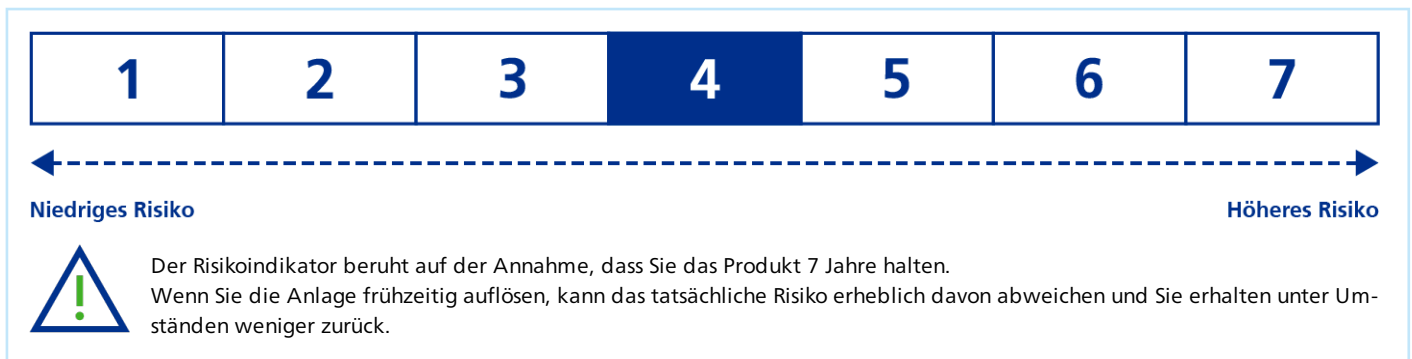 1 2 3 4 5 6 7
Niedriges Risiko Höheres Risiko
Der Risikoindikator beruht auf der Annahme, dass Sie das Produkt 7 Jahre halten.
Wenn Sie die Anlage frühzeitig auflösen, kann das tatsächliche Risiko erheblich davon abweichen und Sie erhalten unter Um-
ständen weniger zurück.